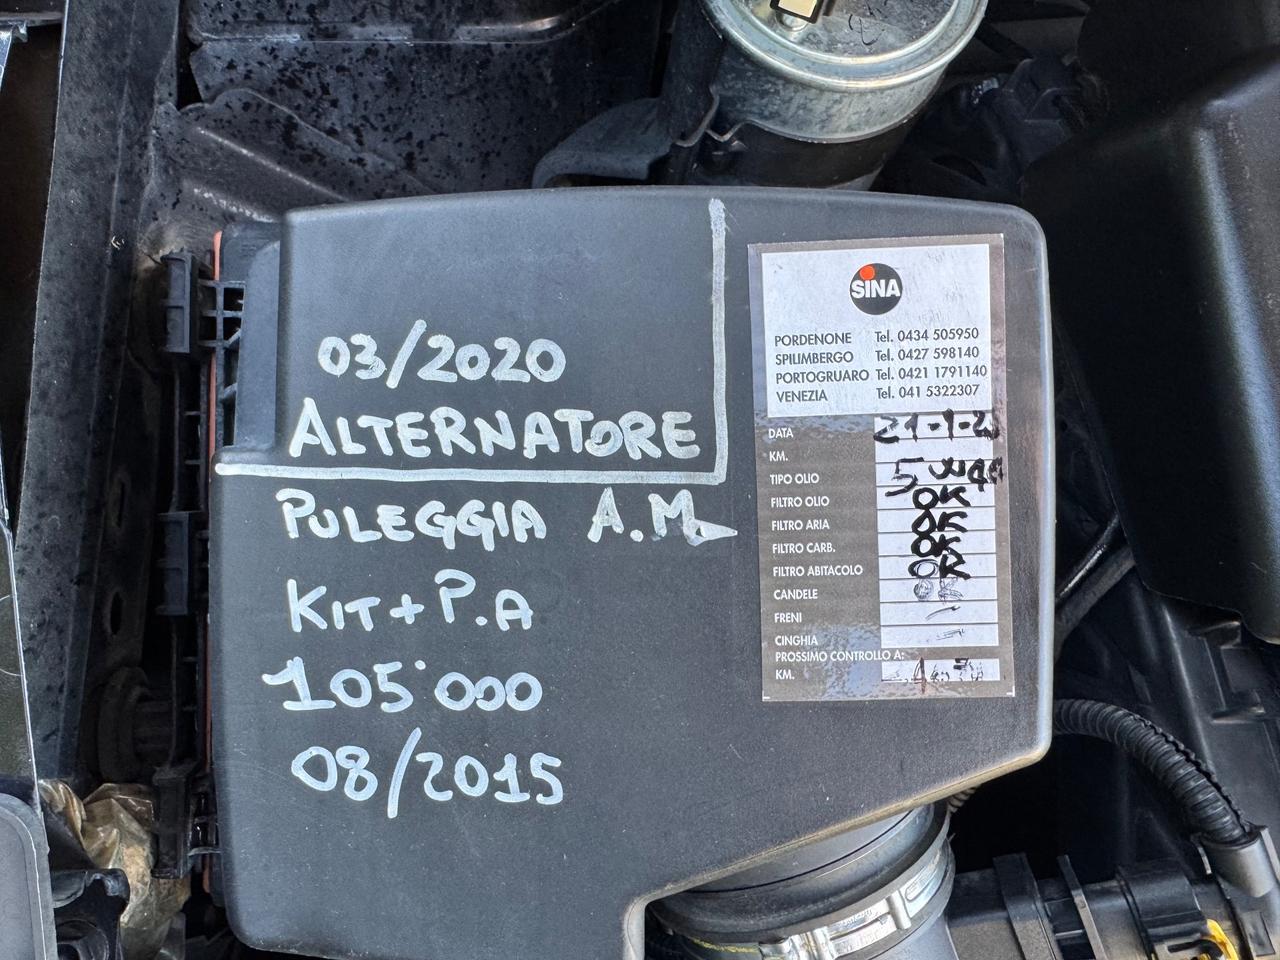 03/2020
ALTERNATORE
PULEGGIA A.M.
KIT + P.A
105'000
08/2015
SINA
PORDENONE Tel. 0434 505950
SPILIMBERGO Tel. 0427 598140
PORTOGRUARO Tel. 0421 1791140
VENEZIA Tel. 041 5322307
DATA
KM.
TIPO OLIO 5W40
FILTRO OLIO OK
FILTRO ARIA OK
FILTRO CARB. OK
FILTRO ABITACOLO OK
CANDELE
FRENI -
CINGHIA -
PROSSIMO CONTROLLO A:
KM.